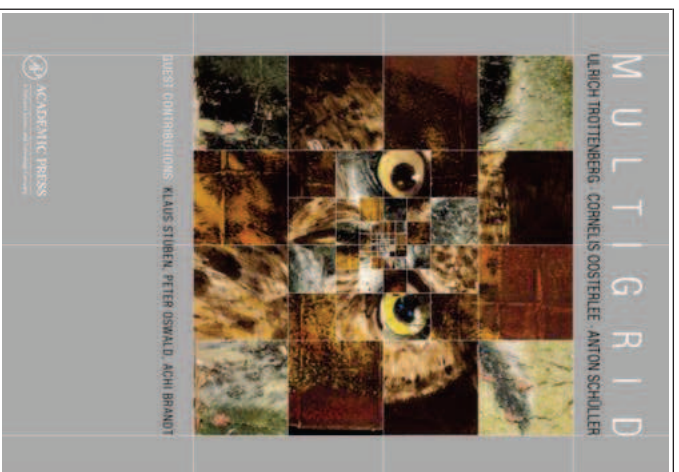 MULTIGRID
ULRICH TROTTENBERG · CORNELIS OOSTERLEE · ANTON SCHÜLLER
GUEST CONTRIBUTIONS: KLAUS STÜBEN, PETER OSWALD, ACHI BRANDT
ACADEMIC PRESS